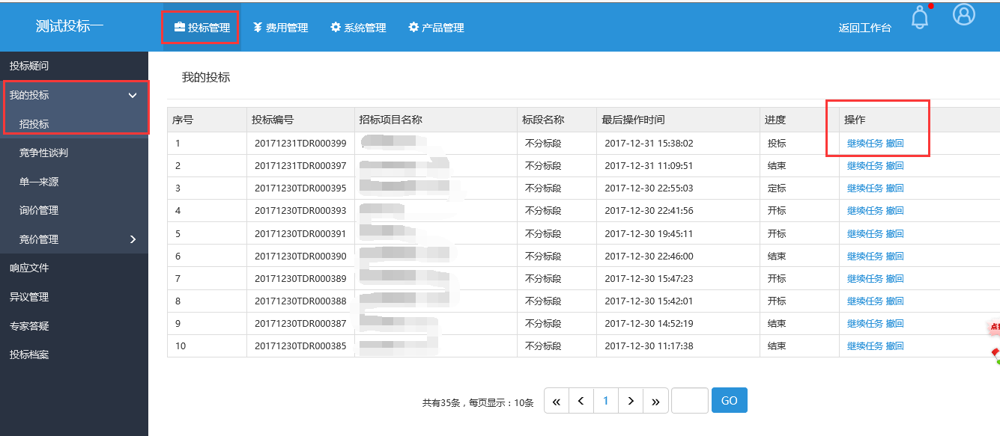 测试投标一
投标管理
费用管理
系统管理
产品管理
返回工作台
投标疑问
我的投标
招投标
竞争性谈判
单一来源
询价管理
竞价管理
响应文件
异议管理
专家答疑
投标档案
我的投标
序号 投标编号 招标项目名称 标段名称 最后操作时间 进度 操作
1 20171231TDR000399 不分标段 2017-12-31 15:38:02 投标 继续任务 撤回
2 20171231TDR000397 不分标段 2017-12-31 11:09:51 结束 继续任务 撤回
3 20171230TDR000395 不分标段 2017-12-30 22:55:03 定标 继续任务 撤回
4 20171230TDR000393 不分标段 2017-12-30 22:41:56 开标 继续任务 撤回
5 20171230TDR000391 不分标段 2017-12-30 19:45:11 开标 继续任务 撤回
6 20171230TDR000390 不分标段 2017-12-30 22:46:00 结束 继续任务 撤回
7 20171230TDR000389 不分标段 2017-12-30 15:47:23 开标 继续任务 撤回
8 20171230TDR000388 不分标段 2017-12-30 15:42:01 开标 继续任务 撤回
9 20171230TDR000387 不分标段 2017-12-30 14:52:19 结束 继续任务 撤回
10 20171230TDR000385 不分标段 2017-12-30 11:17:38 结束 继续任务 撤回
共有35条，每页显示：10条 « < 1 > » GO